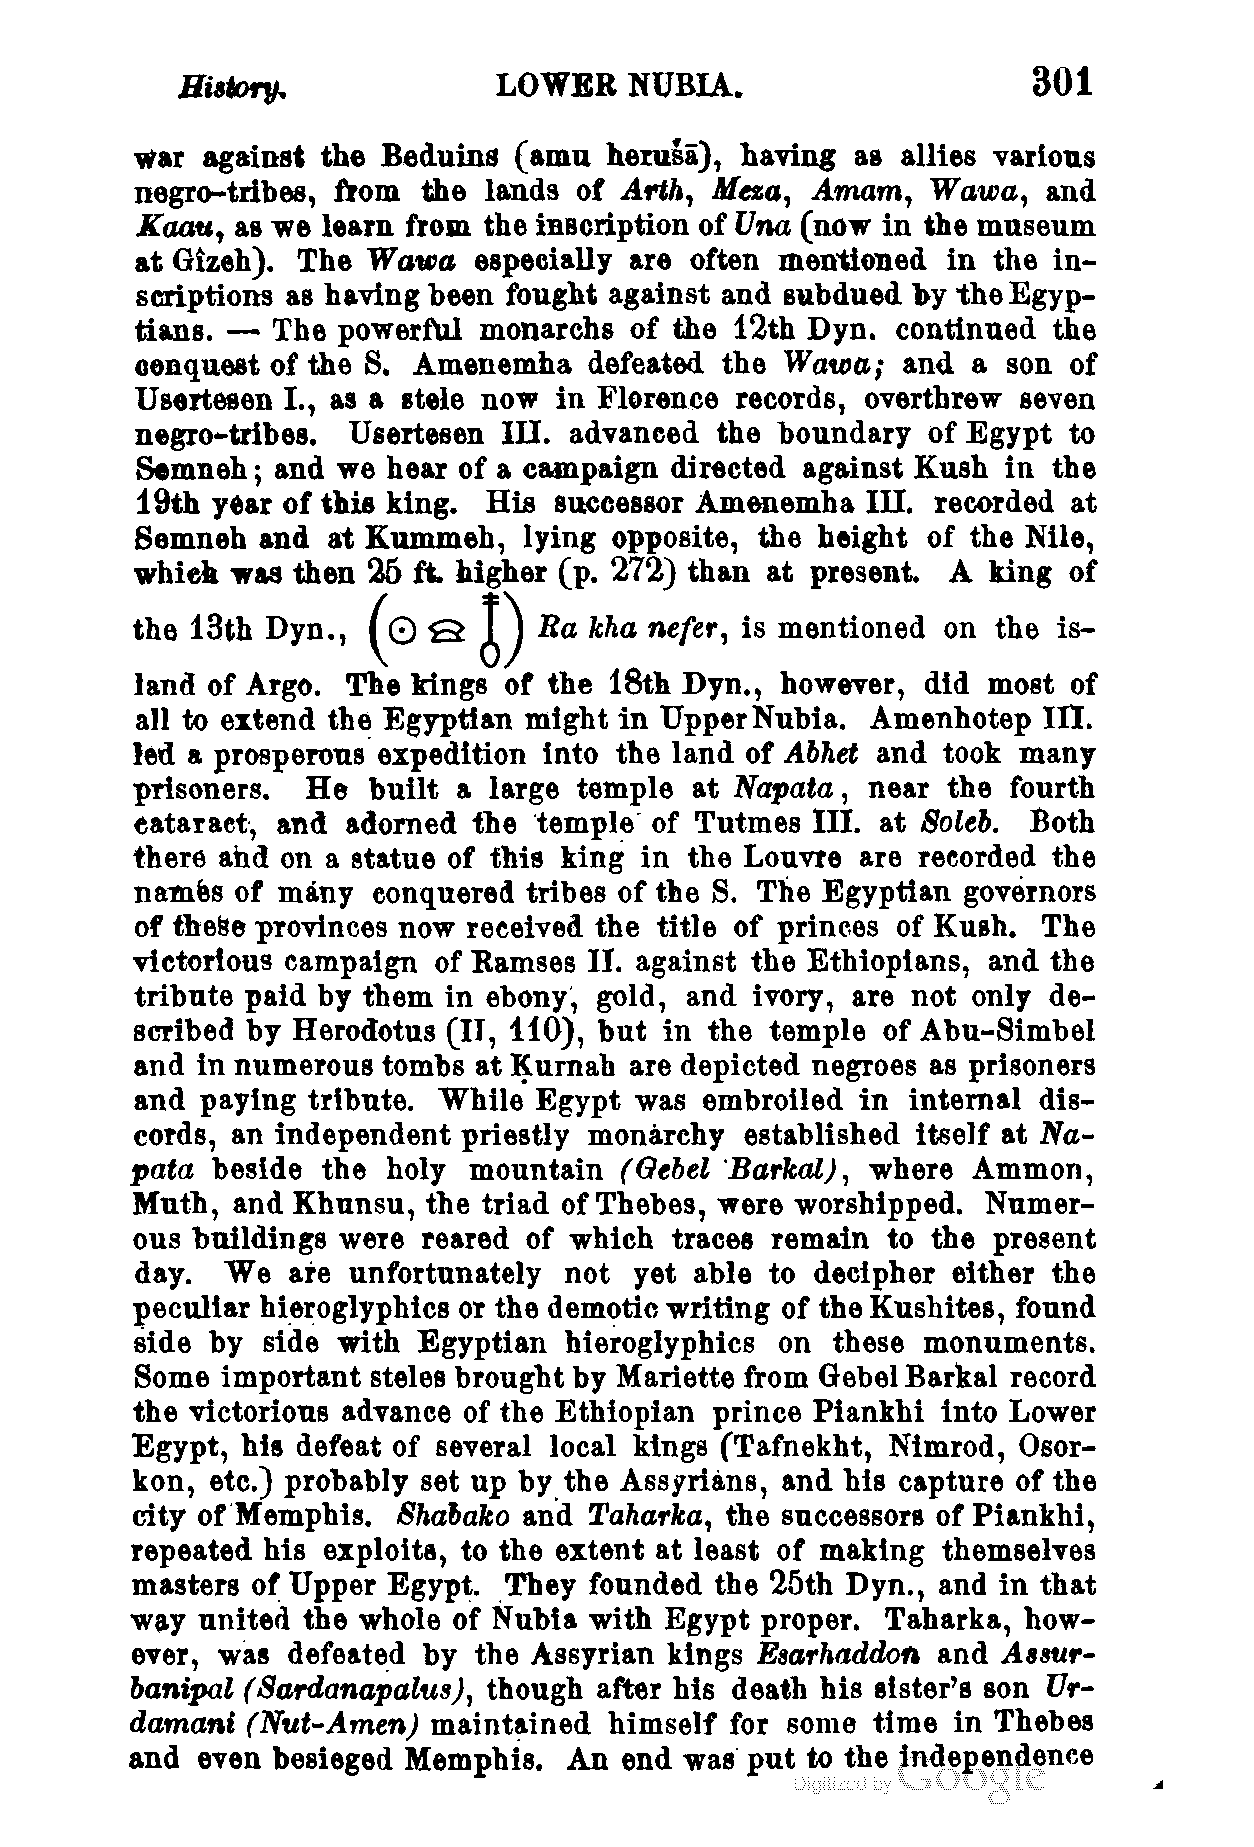 History. LOWER NUBIA. 301
war against the Beduins (amu heruśā), having as allies various
negro-tribes, from the lands of Arth, Meza, Amam, Wawa, and
Kaau, as we learn from the inscription of Una (now in the museum
at Gîzeh). The Wawa especially are often mentioned in the in-
scriptions as having been fought against and subdued by the Egyp-
tians. — The powerful monarchs of the 12th Dyn. continued the
conquest of the S. Amenemha defeated the Wawa; and a son of
Usertesen I., as a stele now in Florence records, overthrew seven
negro-tribes. Usertesen III. advanced the boundary of Egypt to
Semneh; and we hear of a campaign directed against Kush in the
19th year of this king. His successor Amenemha III. recorded at
Semneh and at Kummeh, lying opposite, the height of the Nile,
which was then 25 ft. higher (p. 272) than at present. A king of
the 13th Dyn., (𓇳𓈍𓄤) Ra kha nefer, is mentioned on the is-
land of Argo. The kings of the 18th Dyn., however, did most of
all to extend the Egyptian might in Upper Nubia. Amenhotep III.
led a prosperous expedition into the land of Abhet and took many
prisoners. He built a large temple at Napata, near the fourth
cataract, and adorned the temple of Tutmes III. at Soleb. Both
there and on a statue of this king in the Louvre are recorded the
names of many conquered tribes of the S. The Egyptian governors
of these provinces now received the title of princes of Kush. The
victorious campaign of Ramses II. against the Ethiopians, and the
tribute paid by them in ebony, gold, and ivory, are not only de-
scribed by Herodotus (II, 110), but in the temple of Abu-Simbel
and in numerous tombs at Ḳurnah are depicted negroes as prisoners
and paying tribute. While Egypt was embroiled in internal dis-
cords, an independent priestly monarchy established itself at Na-
pata beside the holy mountain (Gebel Barkal), where Ammon,
Muth, and Khunsu, the triad of Thebes, were worshipped. Numer-
ous buildings were reared of which traces remain to the present
day. We are unfortunately not yet able to decipher either the
peculiar hieroglyphics or the demotic writing of the Kushites, found
side by side with Egyptian hieroglyphics on these monuments.
Some important steles brought by Mariette from Gebel Barkal record
the victorious advance of the Ethiopian prince Piankhi into Lower
Egypt, his defeat of several local kings (Tafnekht, Nimrod, Osor-
kon, etc.) probably set up by the Assyrians, and his capture of the
city of Memphis. Shabako and Taharka, the successors of Piankhi,
repeated his exploits, to the extent at least of making themselves
masters of Upper Egypt. They founded the 25th Dyn., and in that
way united the whole of Nubia with Egypt proper. Taharka, how-
ever, was defeated by the Assyrian kings Esarhaddon and Assur-
banipal (Sardanapalus), though after his death his sister's son Ur-
damani (Nut-Amen) maintained himself for some time in Thebes
and even besieged Memphis. An end was put to the independence
Digitized by Google